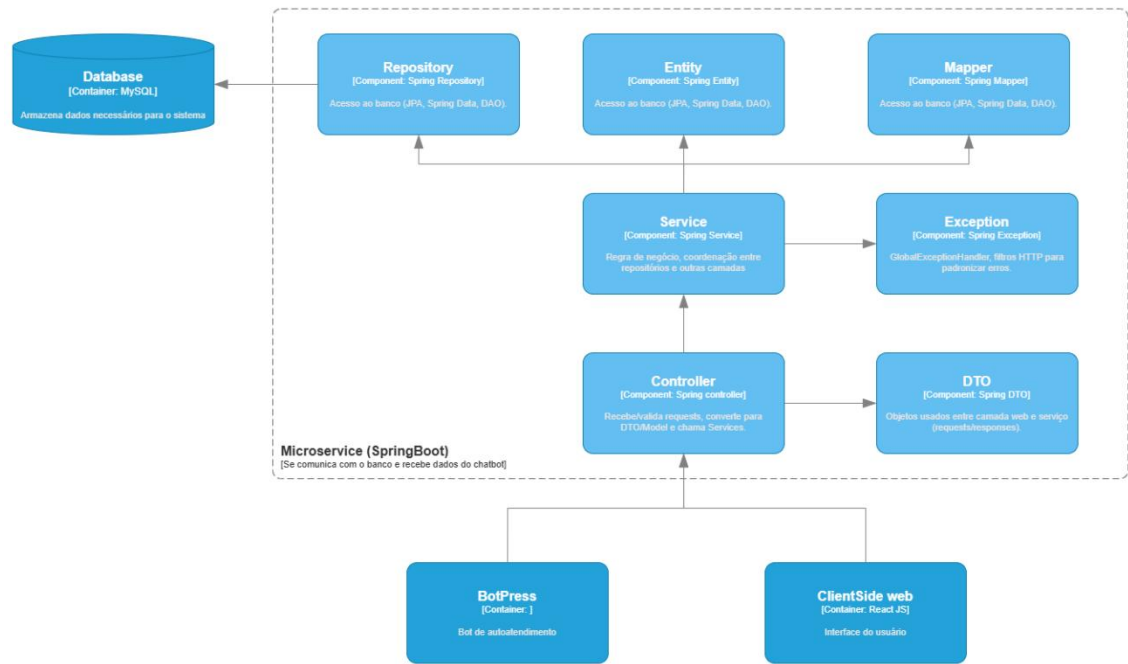 Database
[Container: MySQL]
Armazena dados necessários para o sistema
Repository
[Component: Spring Repository]
Acesso ao banco (JPA, Spring Data, DAO).
Entity
[Component: Spring Entity]
Acesso ao banco (JPA, Spring Data, DAO).
Mapper
[Component: Spring Mapper]
Acesso ao banco (JPA, Spring Data, DAO).
Service
[Component: Spring Service]
Regra de negócio, coordenação entre
repositórios e outras camadas
Exception
[Component: Spring Exception]
GlobalExceptionHandler, filtros HTTP para
padronizar erros.
Controller
[Component: Spring controller]
Recebe/valida requests, converte para
DTO/Model e chama Services.
DTO
[Component: Spring DTO]
Objetos usados entre camada web e serviço
(requests/responses).
Microservice (SpringBoot)
[Se comunica com o banco e recebe dados do chatbot]
BotPress
[Container: ]
Bot de autoatendimento
ClientSide web
[Container: React JS]
Interface do usuário